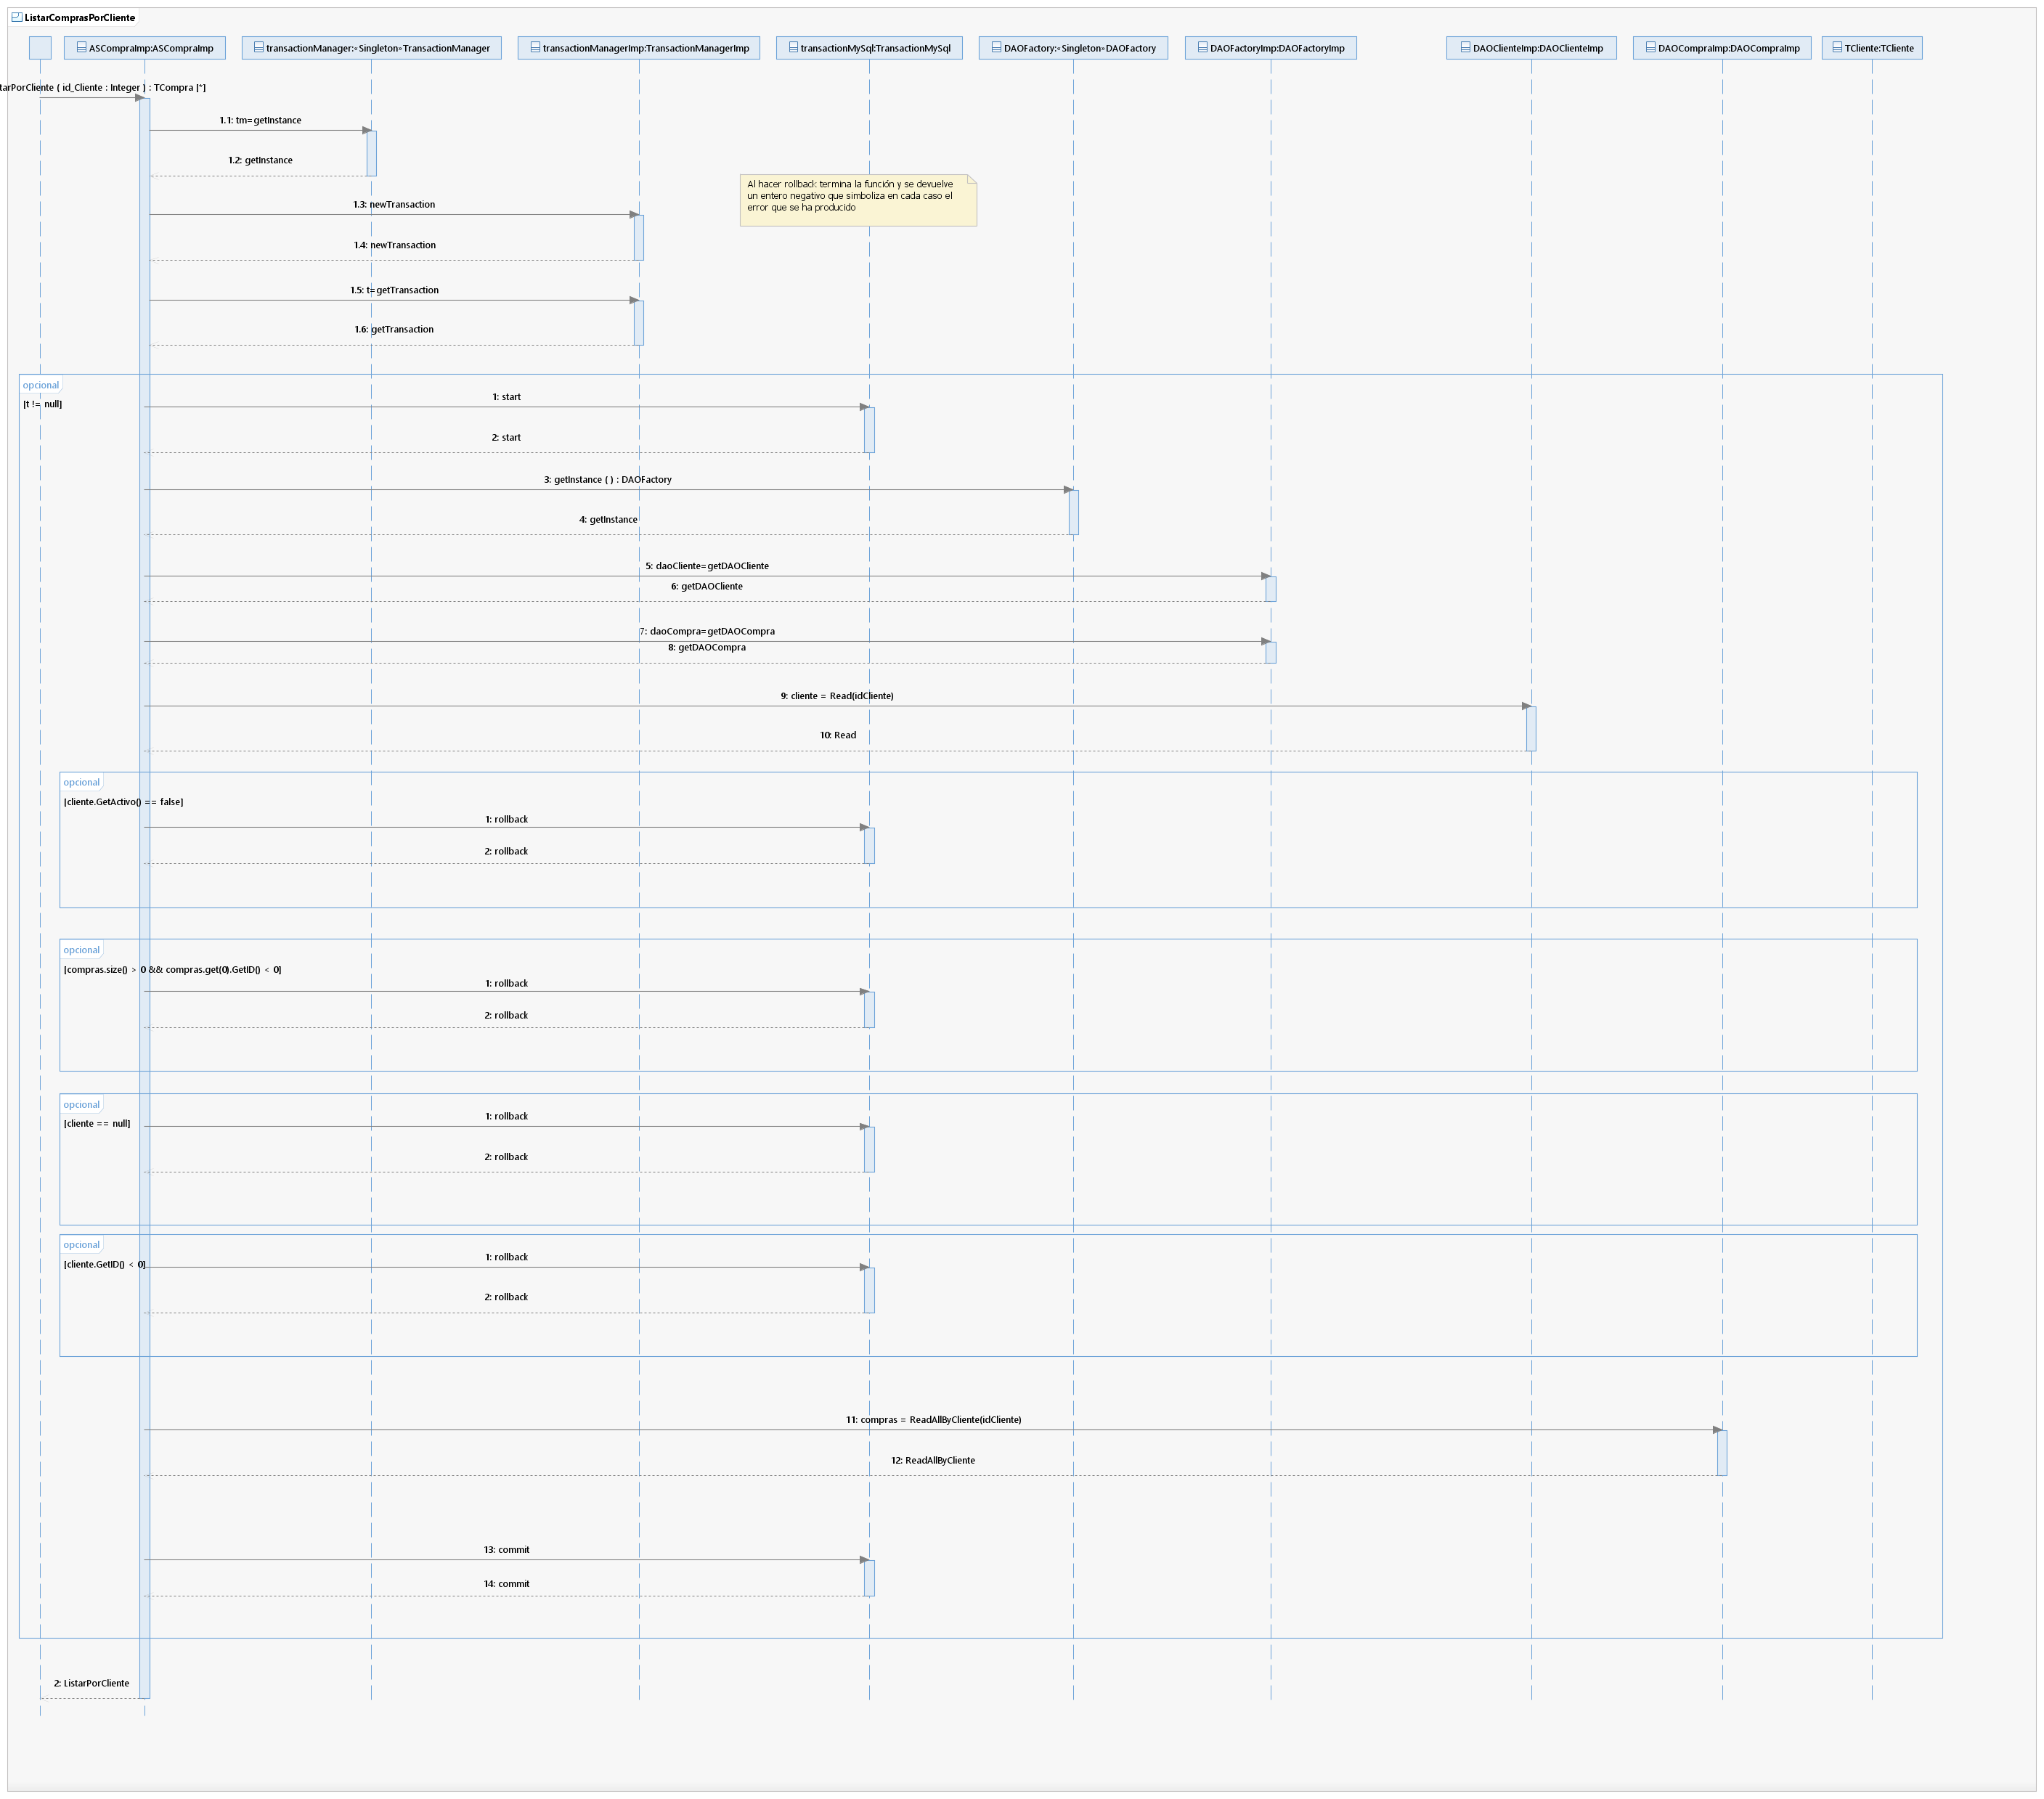 ListarComprasPorCliente
ASCompraImp:ASCompraImp
transactionManager:«Singleton»TransactionManager
transactionManagerImp:TransactionManagerImp
transactionMySql:TransactionMySql
DAOFactory:«Singleton»DAOFactory
DAOFactoryImp:DAOFactoryImp
DAOClienteImp:DAOClienteImp
DAOCompraImp:DAOCompraImp
TCliente:TCliente
tarPorCliente ( id_Cliente : Integer ) : TCompra [*]
1.1: tm=getInstance
1.2: getInstance
Al hacer rollback: termina la función y se devuelve
un entero negativo que simboliza en cada caso el
error que se ha producido
1.3: newTransaction
1.4: newTransaction
1.5: t=getTransaction
1.6: getTransaction
opcional
[t != null]
1: start
2: start
3: getInstance ( ) : DAOFactory
4: getInstance
5: daoCliente=getDAOCliente
6: getDAOCliente
7: daoCompra=getDAOCompra
8: getDAOCompra
9: cliente = Read(idCliente)
10: Read
opcional
[cliente.GetActivo() == false]
1: rollback
2: rollback
opcional
[compras.size() > 0 && compras.get(0).GetID() < 0]
1: rollback
2: rollback
opcional
[cliente == null]
1: rollback
2: rollback
opcional
[cliente.GetID() < 0]
1: rollback
2: rollback
11: compras = ReadAllByCliente(idCliente)
12: ReadAllByCliente
13: commit
14: commit
2: ListarPorCliente